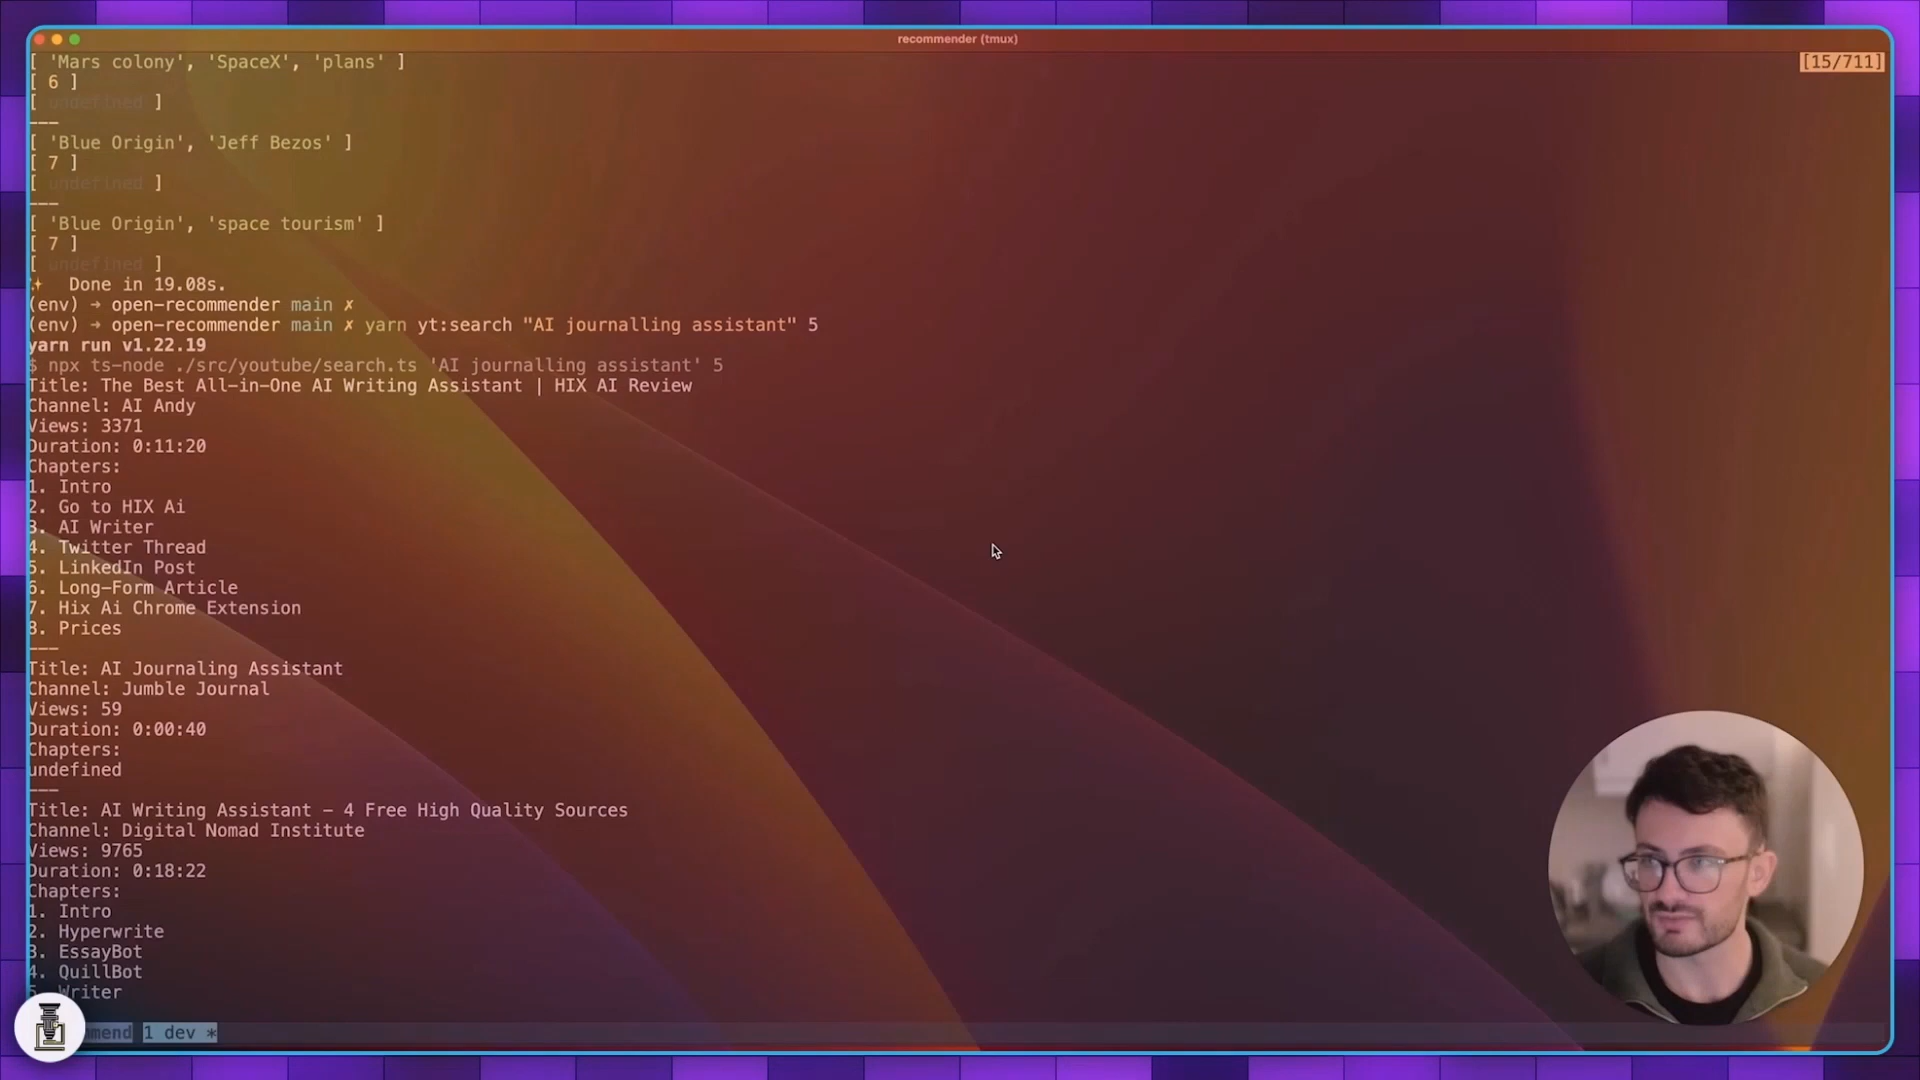 recommender (tmux)
[ 'Mars colony', 'SpaceX', 'plans' ]
[15/711]
[ 6 ]
[ undefined ]
---
[ 'Blue Origin', 'Jeff Bezos' ]
[ 7 ]
[ undefined ]
---
[ 'Blue Origin', 'space tourism' ]
[ 7 ]
[ undefined ]
✨  Done in 19.08s.
(env) → open-recommender main ✗
(env) → open-recommender main ✗ yarn yt:search "AI journalling assistant" 5
yarn run v1.22.19
$ npx ts-node ./src/youtube/search.ts 'AI journalling assistant' 5
Title: The Best All-in-One AI Writing Assistant | HIX AI Review
Channel: AI Andy
Views: 3371
Duration: 0:11:20
Chapters:
1. Intro
2. Go to HIX Ai
3. AI Writer
4. Twitter Thread
5. LinkedIn Post
6. Long-Form Article
7. Hix Ai Chrome Extension
8. Prices
---
Title: AI Journaling Assistant
Channel: Jumble Journal
Views: 59
Duration: 0:00:40
Chapters:
undefined
---
Title: AI Writing Assistant - 4 Free High Quality Sources
Channel: Digital Nomad Institute
Views: 9765
Duration: 0:18:22
Chapters:
1. Intro
2. Hyperwrite
3. EssayBot
4. QuillBot
5. Writer
mmend 1 dev *